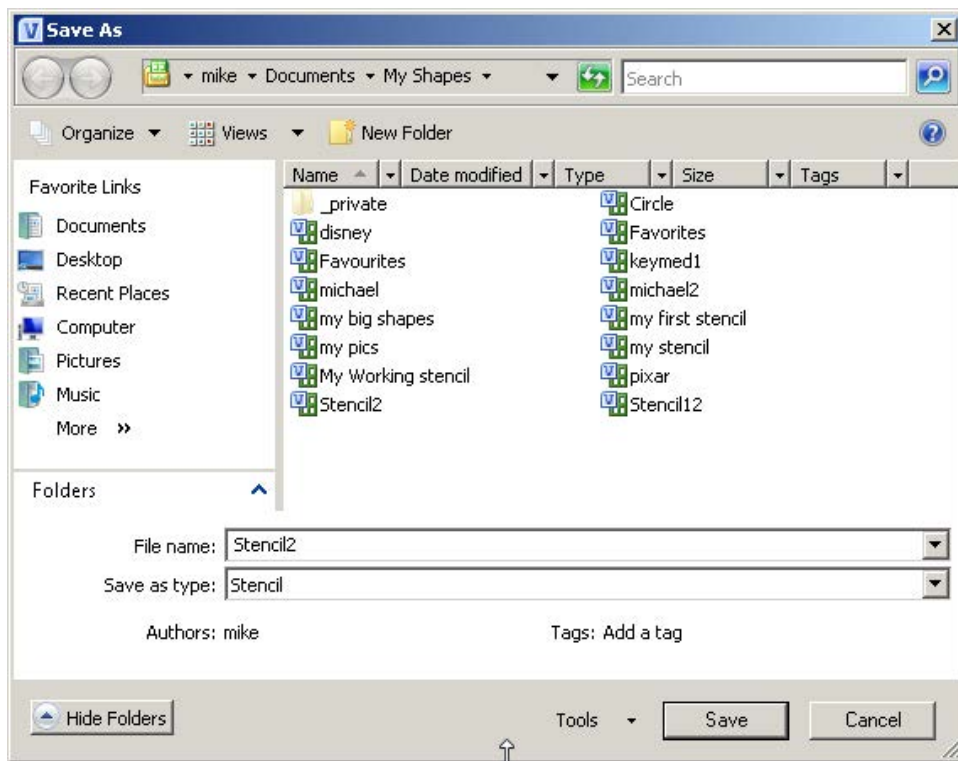 Save As
mike Documents My Shapes Search
Organize Views New Folder
Favorite Links
Documents
Desktop
Recent Places
Computer
Pictures
Music
More »
Folders
Name Date modified Type Size Tags
_private Circle
disney Favorites
Favourites keymed1
michael michael2
my big shapes my first stencil
my pics my stencil
My Working stencil pixar
Stencil2 Stencil12
File name: Stencil2
Save as type: Stencil
Authors: mike Tags: Add a tag
Hide Folders Tools Save Cancel